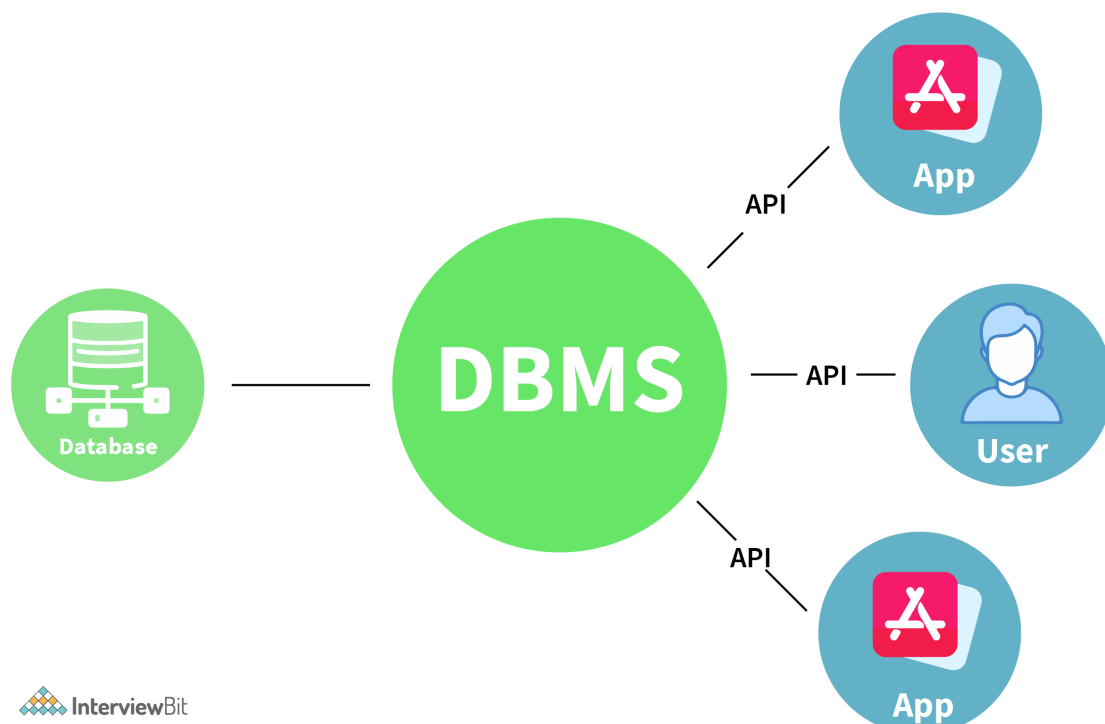 App
API
DBMS
Database
API
User
API
App
InterviewBit